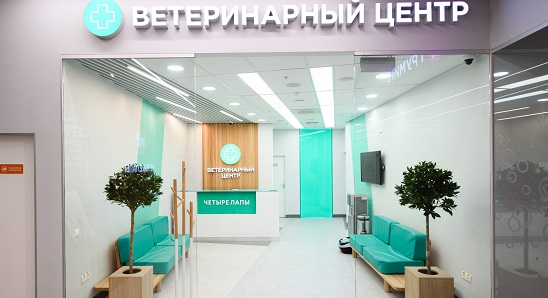 ВЕТЕРИНАРНЫЙ ЦЕНТР
ВЕТЕРИНАРНЫЙ
ЦЕНТР
ЧЕТЫРЕ ЛАПЫ